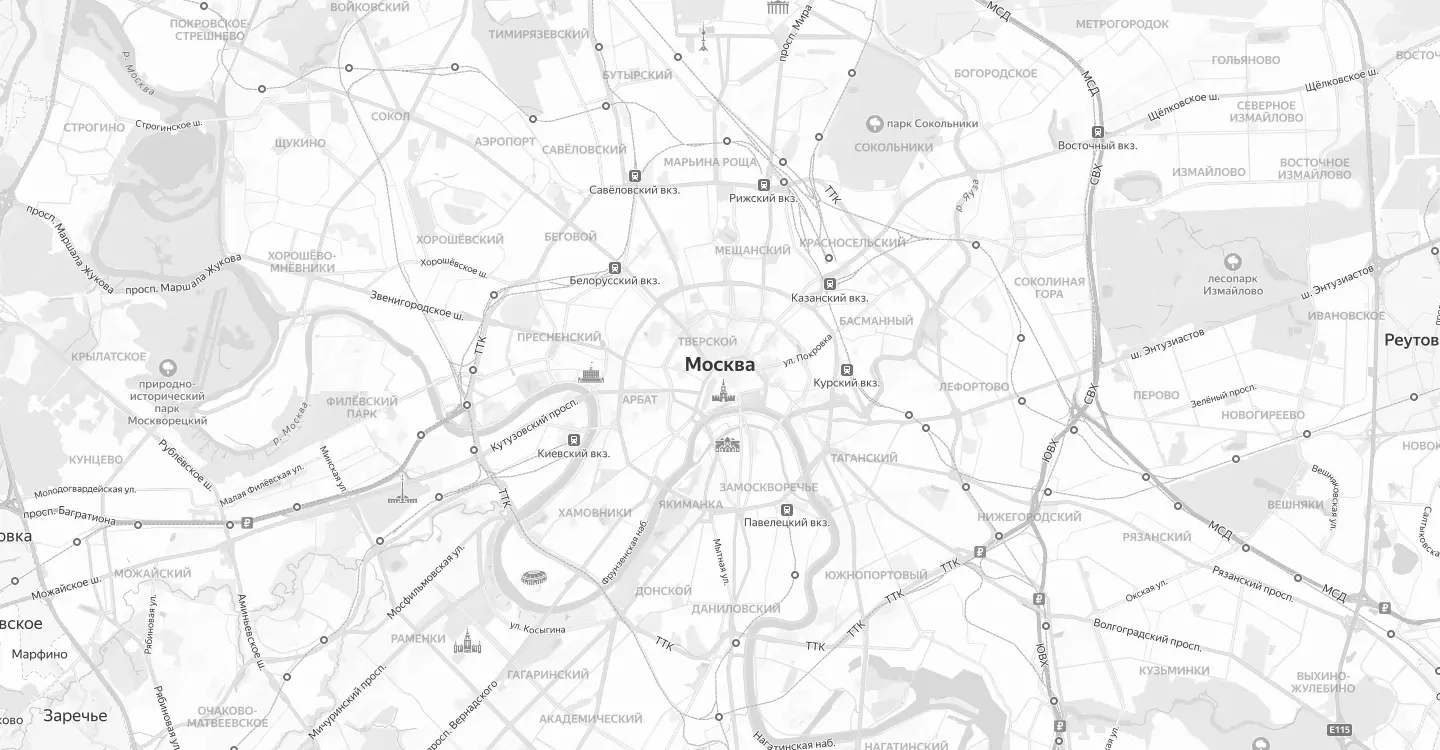 ВОЙКОВСКИЙ
ПОКРОВСКОЕ-
СТРЕШНЕВО
ТИМИРЯЗЕВСКИЙ
просп. Мира
МСД
МЕТРОГОРОДОК
ГОЛЬЯНОВО
р. Москва
БУТЫРСКИЙ
БОГОРОДСКОЕ
МСД
Щёлковское ш.
Щёлковское ш.
СЕВЕРНОЕ
ИЗМАЙЛОВО
СТРОГИНО
Строгинское ш.
СОКОЛ
ЩУКИНО
АЭРОПОРТ
САВЁЛОВСКИЙ
МАРЬИНА РОЩА
парк Сокольники
СОКОЛЬНИКИ
Восточный вкз.
ВОСТОЧНОЕ
ИЗМАЙЛОВО
ИЗМАЙЛОВО
СВХ
Савёловский вкз.
Рижский вкз.
ТТК
р. Яуза
просп. Маршала Жукова
ХОРОШЁВСКИЙ
БЕГОВОЙ
МЕЩАНСКИЙ
КРАСНОСЕЛЬСКИЙ
ХОРОШЁВО-
МНЁВНИКИ
просп. Маршала Жукова
Хорошёвское ш.
Белорусский вкз.
Казанский вкз.
СОКОЛИНАЯ
ГОРА
лесопарк
Измайлово
ш. Энтузиастов
Звенигородское ш.
ПРЕСНЕНСКИЙ
ТВЕРСКОЙ
БАСМАННЫЙ
ИВАНОВСКОЕ
Реутов
ТТК
ул. Покровка
ш. Энтузиастов
КРЫЛАТСКОЕ
Москва
Курский вкз.
ЛЕФОРТОВО
СВХ
ПЕРОВО
Зелёный просп.
НОВОГИРЕЕВО
природно-
исторический
парк
Москворецкий
ФИЛЁВСКИЙ
ПАРК
р. Москва
АРБАТ
Кутузовский просп.
Киевский вкз.
КУНЦЕВО
Рублёвское ш.
Минская ул.
Малая Филёвская ул.
Молодогвардейская ул.
ТАГАНСКИЙ
ЮВХ
ЗАМОСКВОРЕЧЬЕ
ЯКИМАНКА
ХАМОВНИКИ
ТТК
Павелецкий вкз.
НИЖЕГОРОДСКИЙ
ВЕШНЯКИ
Вешняковская ул.
просп. Багратиона
РЯЗАНСКИЙ
МСД
Фрунзенская наб.
Мытная ул.
МОЖАЙСКИЙ
Можайское ш.
Мосфильмовская ул.
ДОНСКОЙ
ДАНИЛОВСКИЙ
ЮЖНОПОРТОВЫЙ
ТТК
ТТК
Окская ул.
Рязанский просп.
МСД
Рябиновая ул.
Аминьевское ш.
РАМЕНКИ
ул. Косыгина
ТТК
ТТК
ТТК
ЮВХ
Волгоградский просп.
Марфино
ГАГАРИНСКИЙ
КУЗЬМИНКИ
ВЫХИНО-
ЖУЛЕБИНО
Заречье
Рябиновая ул.
ОЧАКОВО-
МАТВЕЕВСКОЕ
Мичуринский просп.
АКАДЕМИЧЕСКИЙ
Нагатинская наб.
НАГАТИНСКИЙ
E115